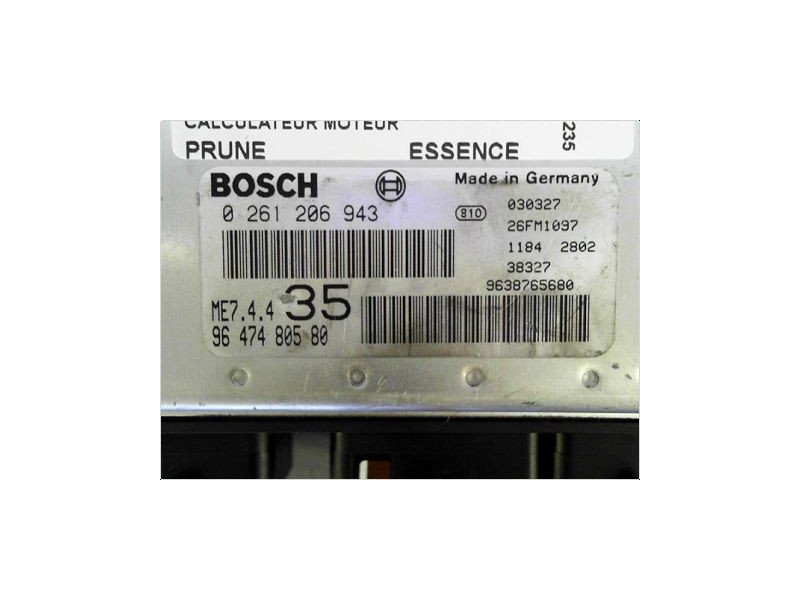 CALCULATEUR MOTEUR
235
PRUNE ESSENCE
BOSCH Made in Germany
0 261 206 943 810 030327
26FM1097
1184 2802
38327
9638765680
ME7.4.4 35
96 474 805 80